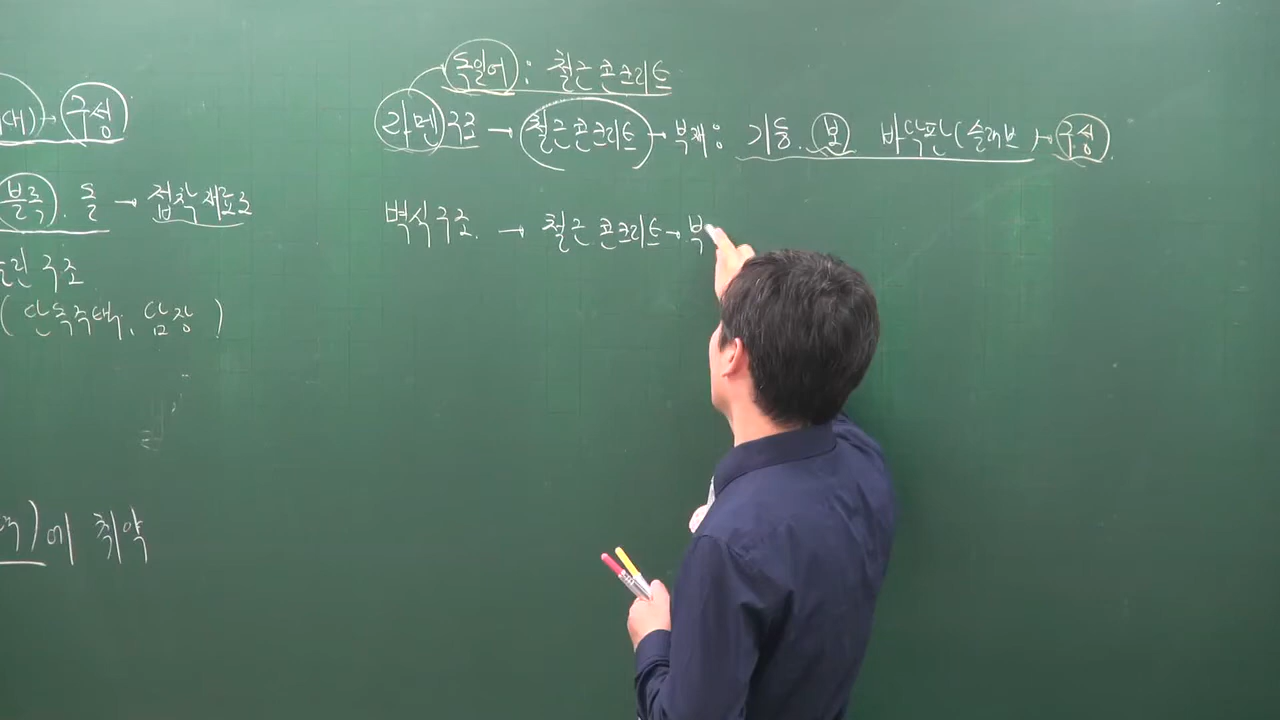 독일어 : 철근콘크리트
라멘구조 → 철근콘크리트 → 부재 : 기둥. 보 바닥판 (슬래브) → 구성
벽식구조. → 철근 콘크리트 → 부
→ 구성
블록. 돌 → 접착재료로
구조
(단독주택, 담장)
)에 취약